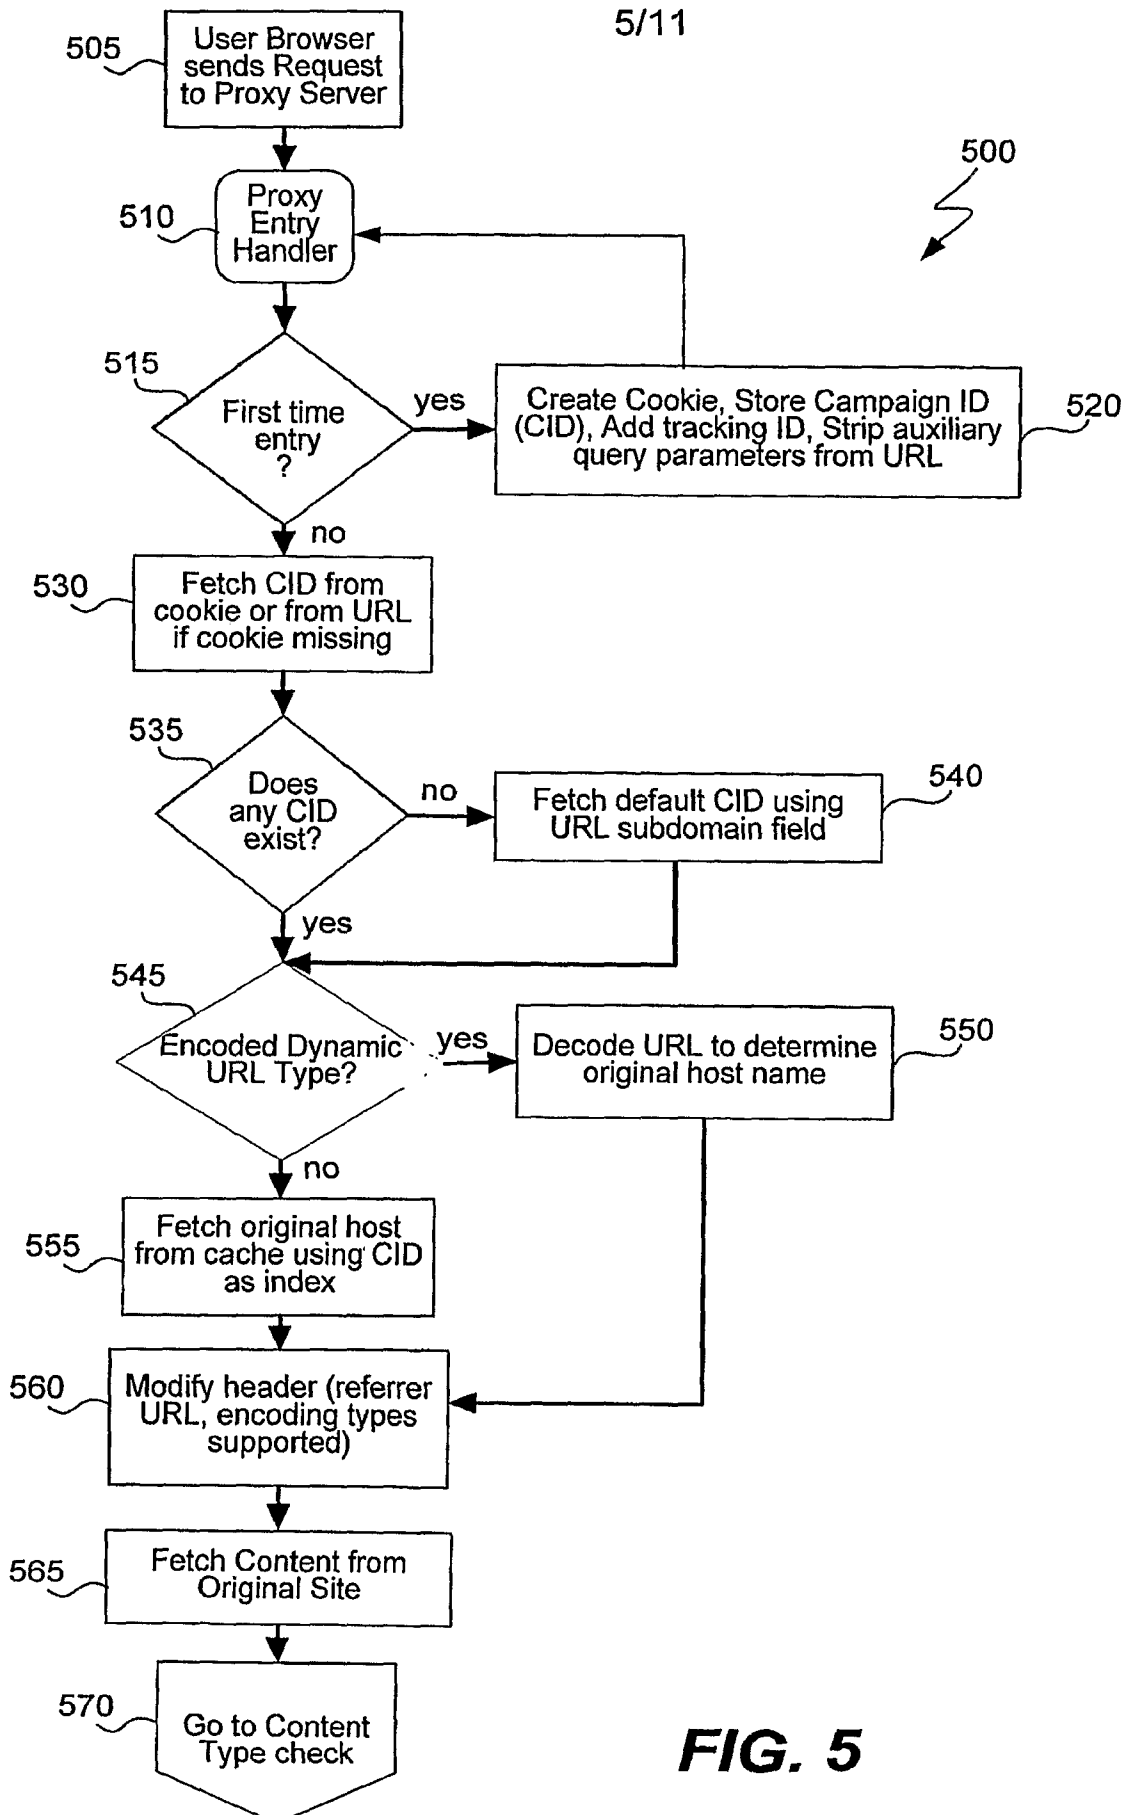 5/11
505
User Browser
sends Request
to Proxy Server
500
510
Proxy
Entry
Handler
515
First time
entry
?
yes
Create Cookie, Store Campaign ID
(CID), Add tracking ID, Strip auxiliary
query parameters from URL
520
no
530
Fetch CID from
cookie or from URL
if cookie missing
535
Does
any CID
exist?
no
Fetch default CID using
URL subdomain field
540
yes
545
Encoded Dynamic
URL Type?
yes
Decode URL to determine
original host name
550
no
555
Fetch original host
from cache using CID
as index
560
Modify header (referrer
URL, encoding types
supported)
565
Fetch Content from
Original Site
570
Go to Content
Type check
FIG. 5